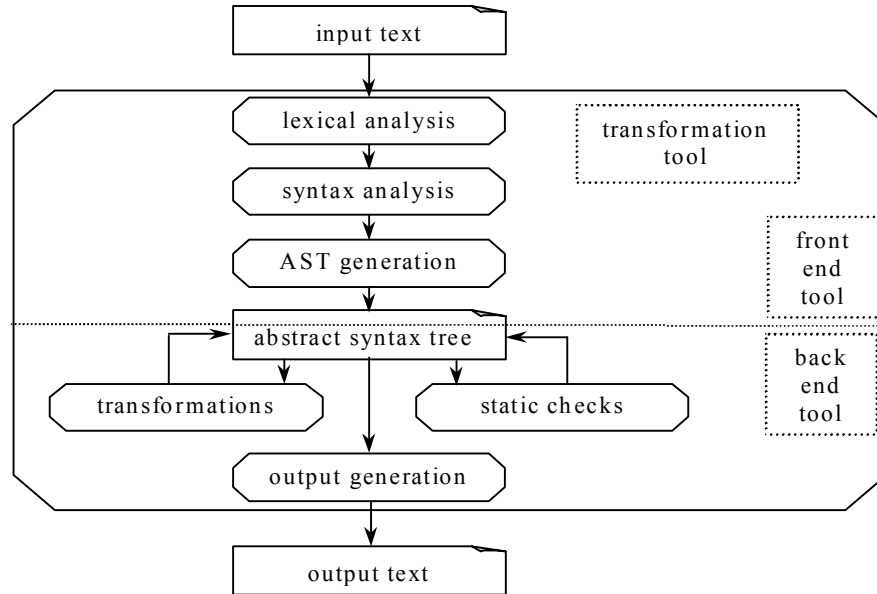 input text
lexical analysis
transformation
tool
syntax analysis
front
end
tool
AST generation
abstract syntax tree
back
end
tool
transformations
static checks
output generation
output text